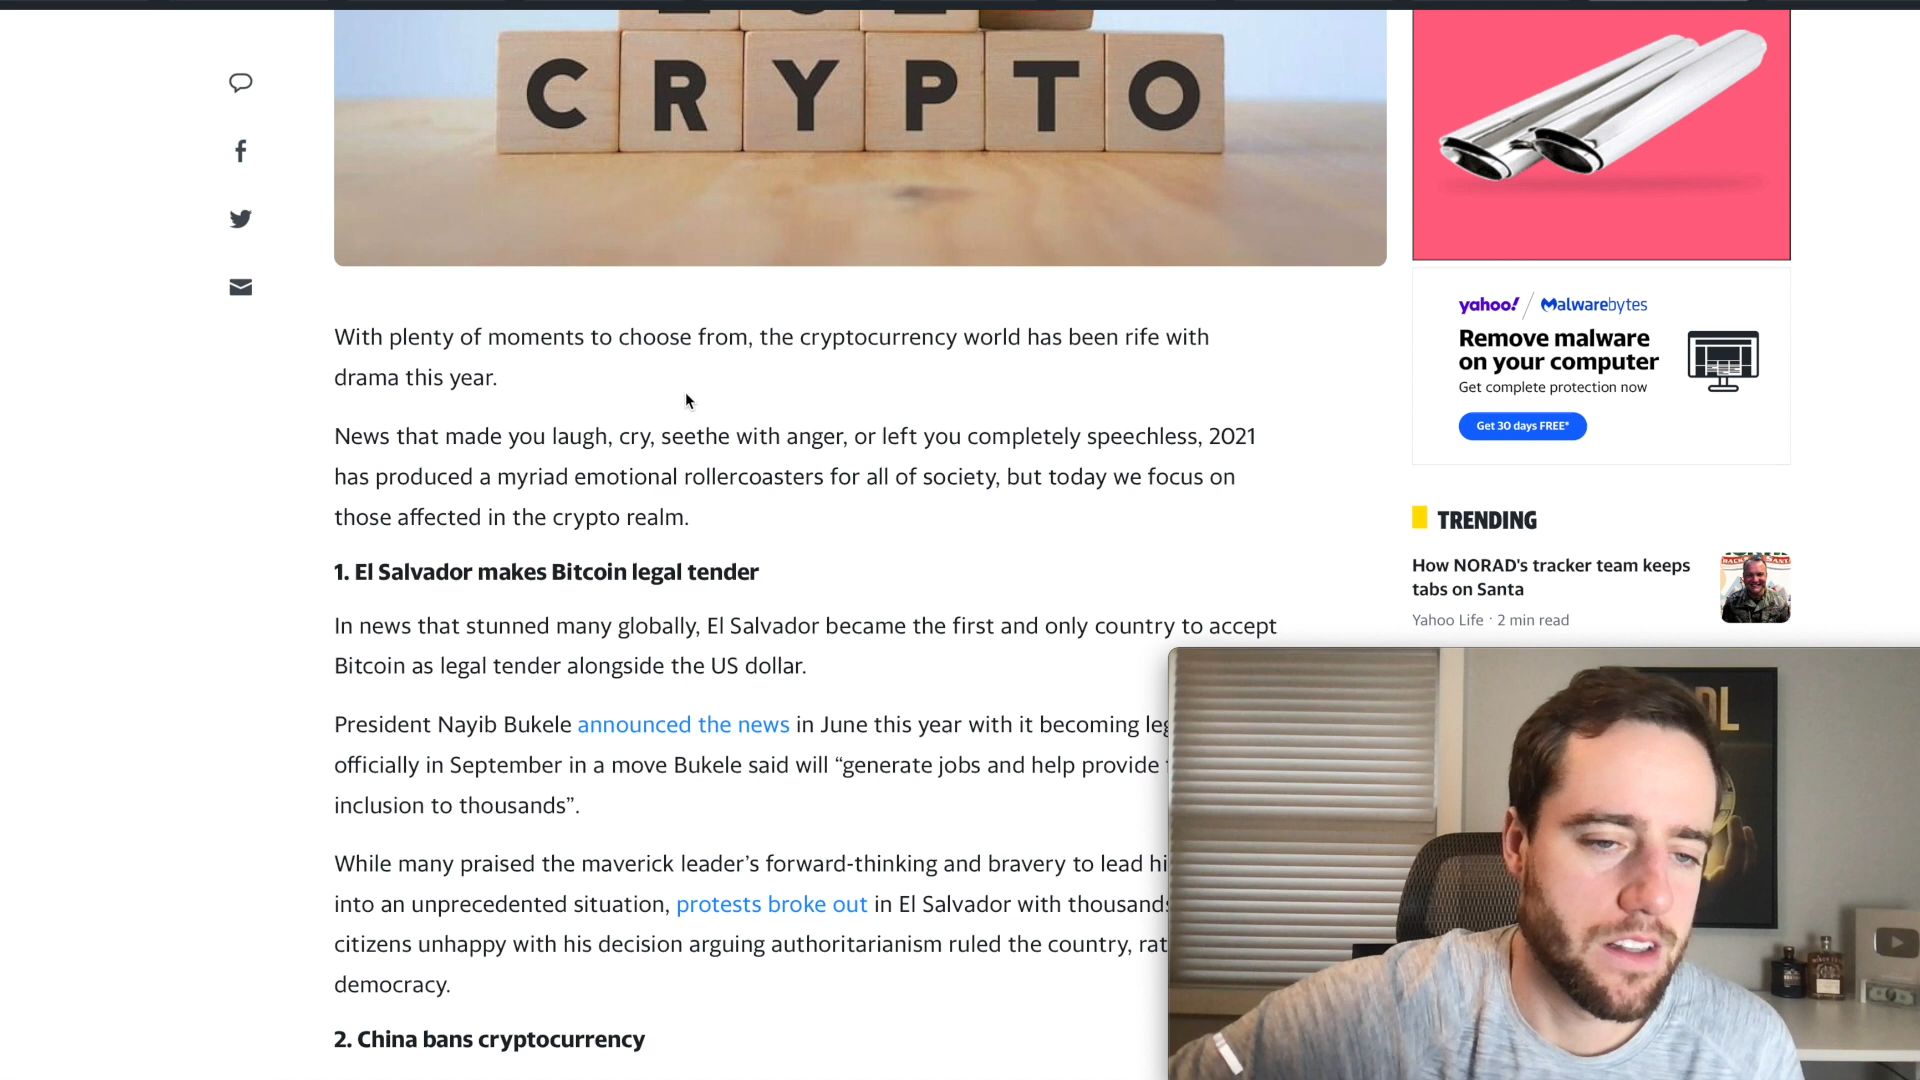 CRYPTO
With plenty of moments to choose from, the cryptocurrency world has been rife with
drama this year.
News that made you laugh, cry, seethe with anger, or left you completely speechless, 2021
has produced a myriad emotional rollercoasters for all of society, but today we focus on
those affected in the crypto realm.
1. El Salvador makes Bitcoin legal tender
In news that stunned many globally, El Salvador became the first and only country to accept
Bitcoin as legal tender alongside the US dollar.
President Nayib Bukele announced the news in June this year with it becoming
officially in September in a move Bukele said will “generate jobs and help provide
inclusion to thousands”.
While many praised the maverick leader’s forward-thinking and bravery to lead
into an unprecedented situation, protests broke out in El Salvador with
citizens unhappy with his decision arguing authoritarianism ruled the country,
democracy.
2. China bans cryptocurrency
yahoo! / Malwarebytes
Remove malware
on your computer
Get complete protection now
Get 30 days FREE*
TRENDING
How NORAD's tracker team keeps
tabs on Santa
Yahoo Life · 2 min read